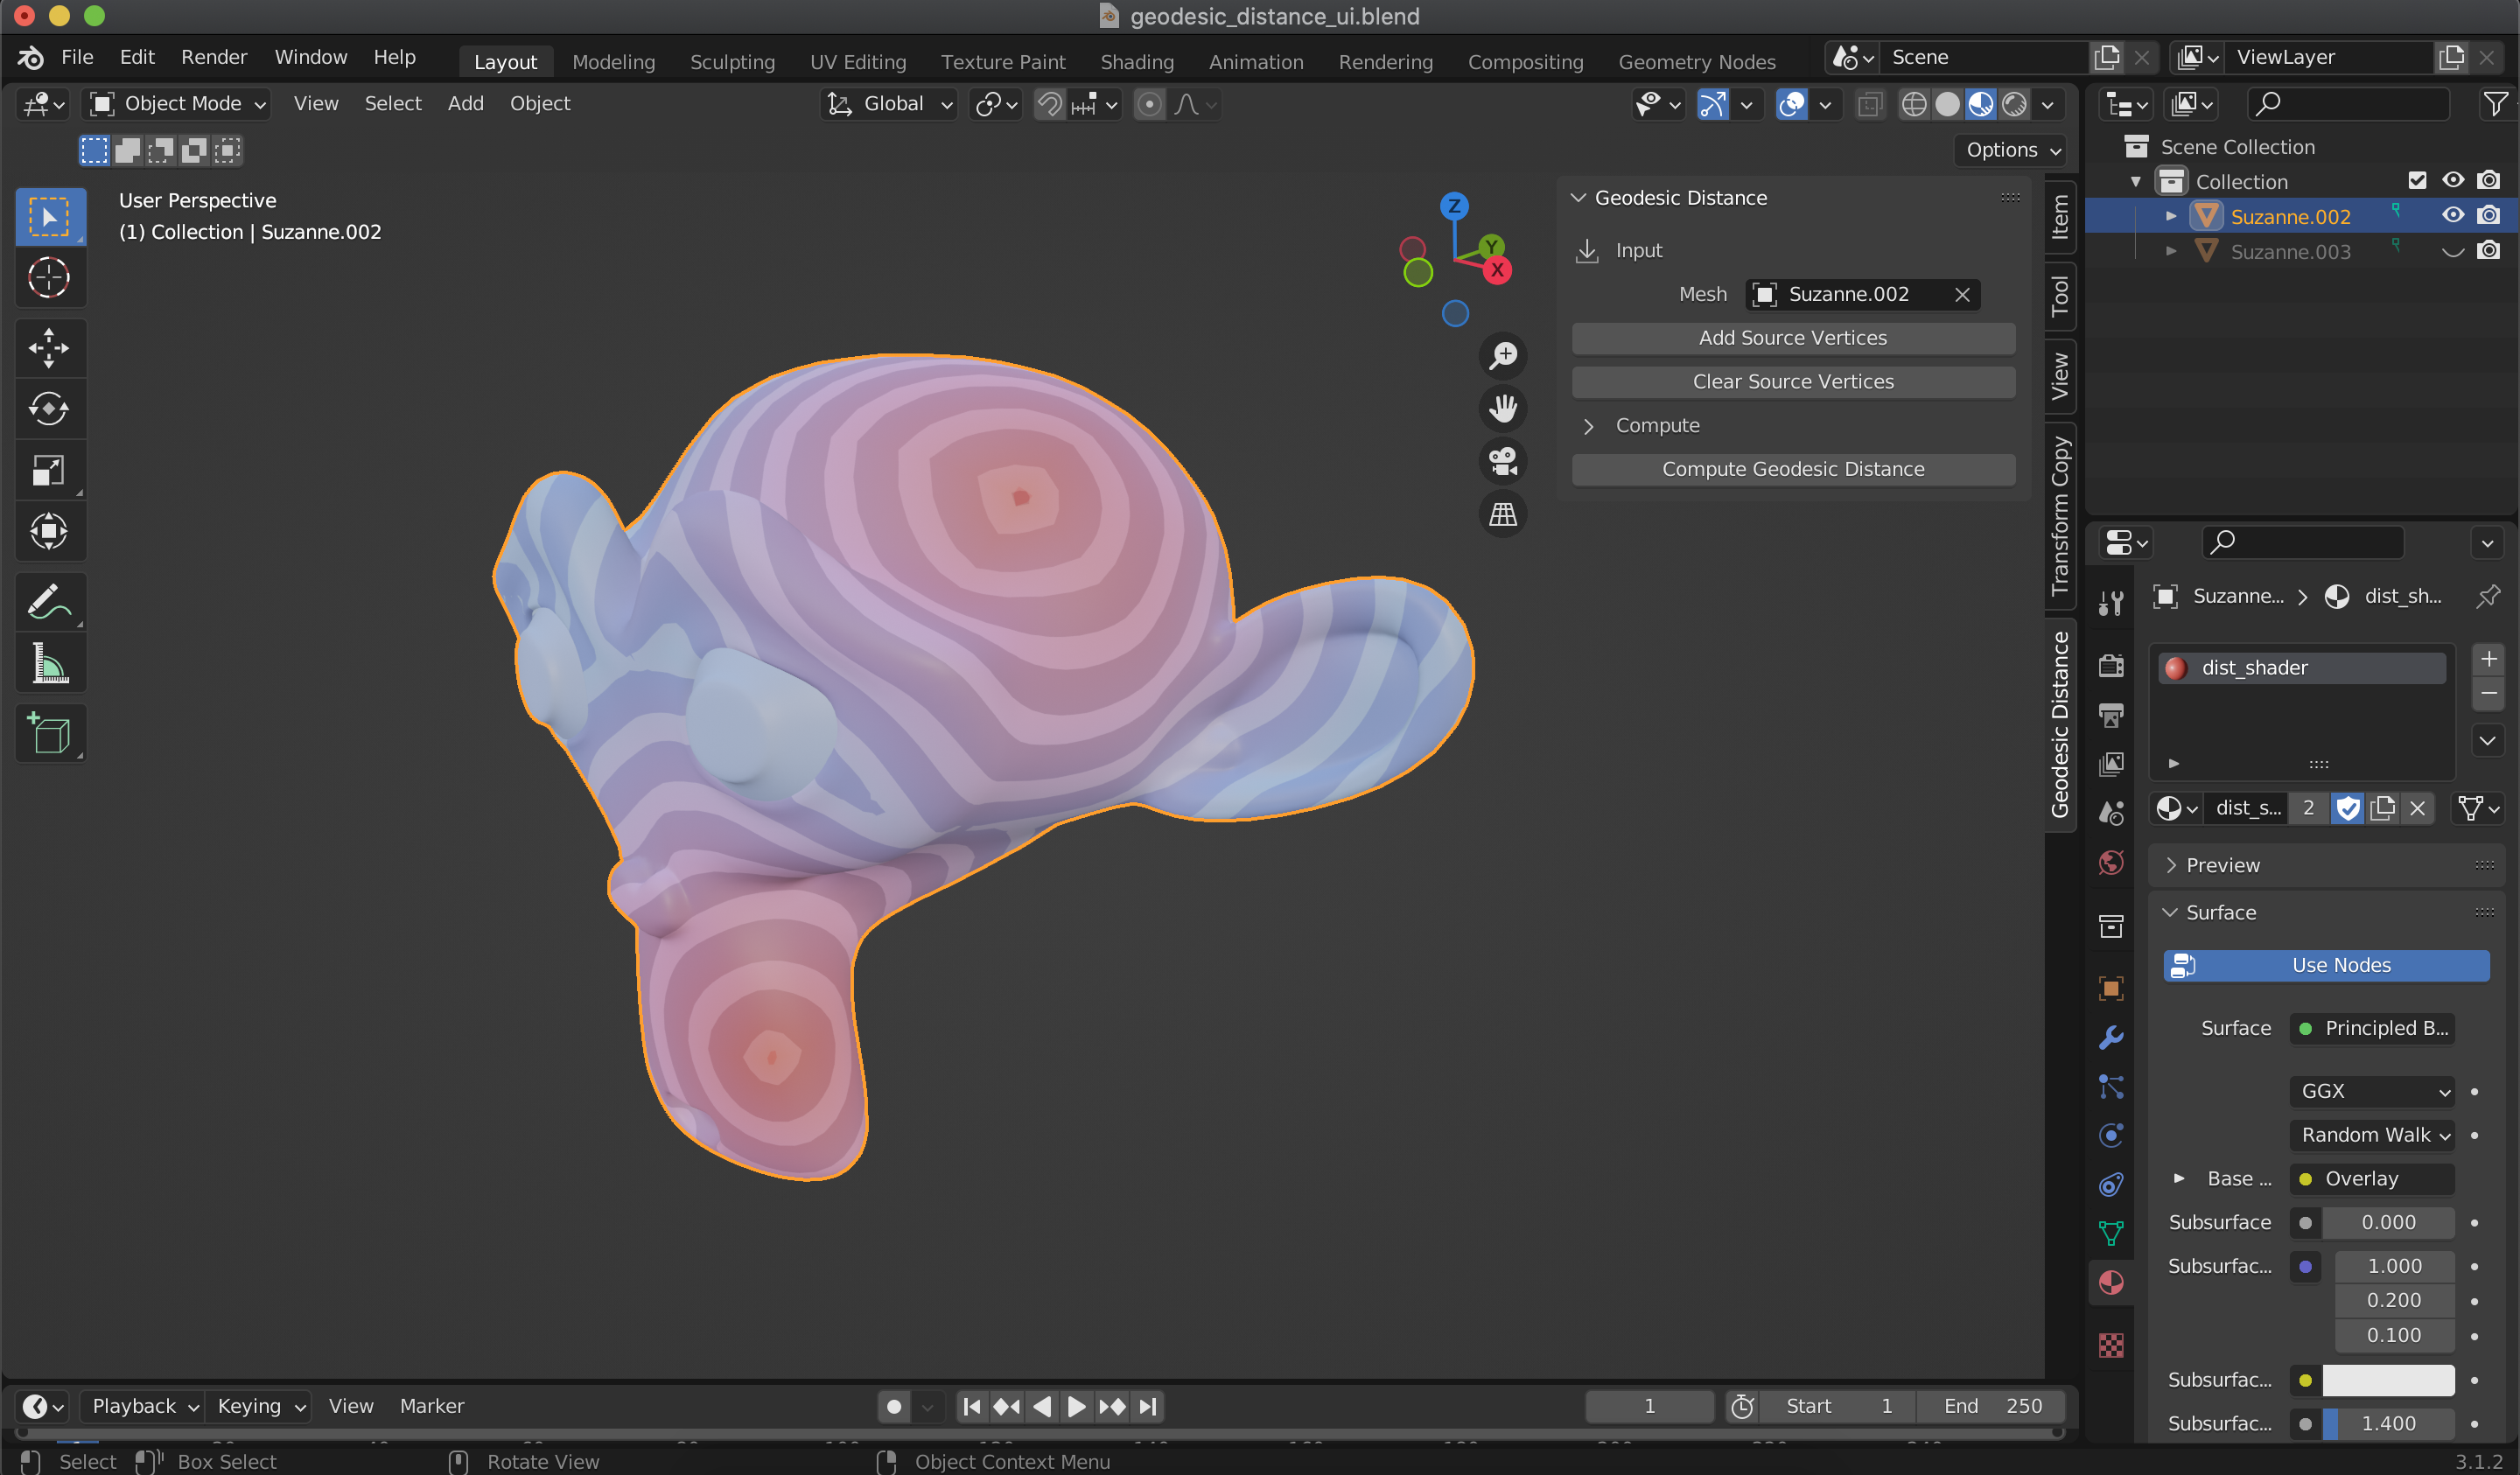 geodesic_distance_ui.blend
File Edit Render Window Help Layout Modeling Sculpting UV Editing Texture Paint Shading Animation Rendering Compositing Geometry Nodes Scene ViewLayer
Object Mode View Select Add Object Global
Options
User Perspective
(1) Collection | Suzanne.002
Z
Y
X
Geodesic Distance
Input
Mesh Suzanne.002
Add Source Vertices
Clear Source Vertices
Compute
Compute Geodesic Distance
Item
Tool
View
Transform Copy
Geodesic Distance
Scene Collection
Collection
Suzanne.002
Suzanne.003
Suzanne... dist_sh...
dist_shader
dist_s... 2
Preview
Surface
Use Nodes
Surface Principled B...
GGX
Random Walk
Base ... Overlay
Subsurface 0.000
Subsurfac... 1.000
0.200
0.100
Subsurfac...
Subsurfac... 1.400
Playback Keying View Marker 1 Start 1 End 250
Select Box Select Rotate View Object Context Menu 3.1.2